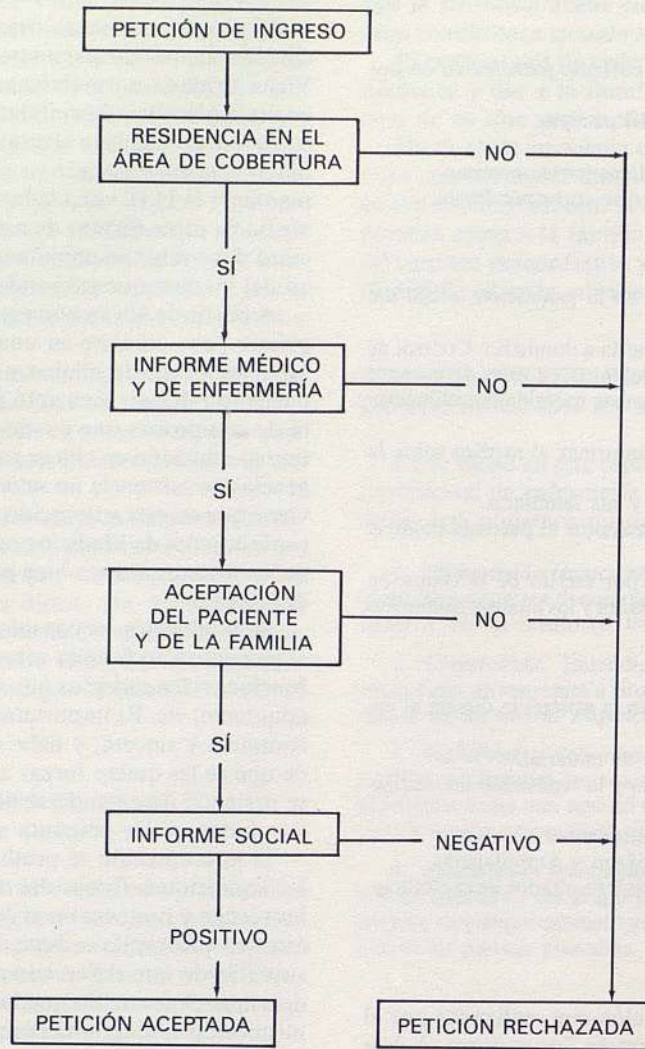 PETICIÓN DE INGRESO
RESIDENCIA EN EL
ÁREA DE COBERTURA
NO
SÍ
INFORME MÉDICO
Y DE ENFERMERÍA
NO
SÍ
ACEPTACIÓN
DEL PACIENTE
Y DE LA FAMILIA
NO
SÍ
INFORME SOCIAL
NEGATIVO
POSITIVO
PETICIÓN ACEPTADA
PETICIÓN RECHAZADA